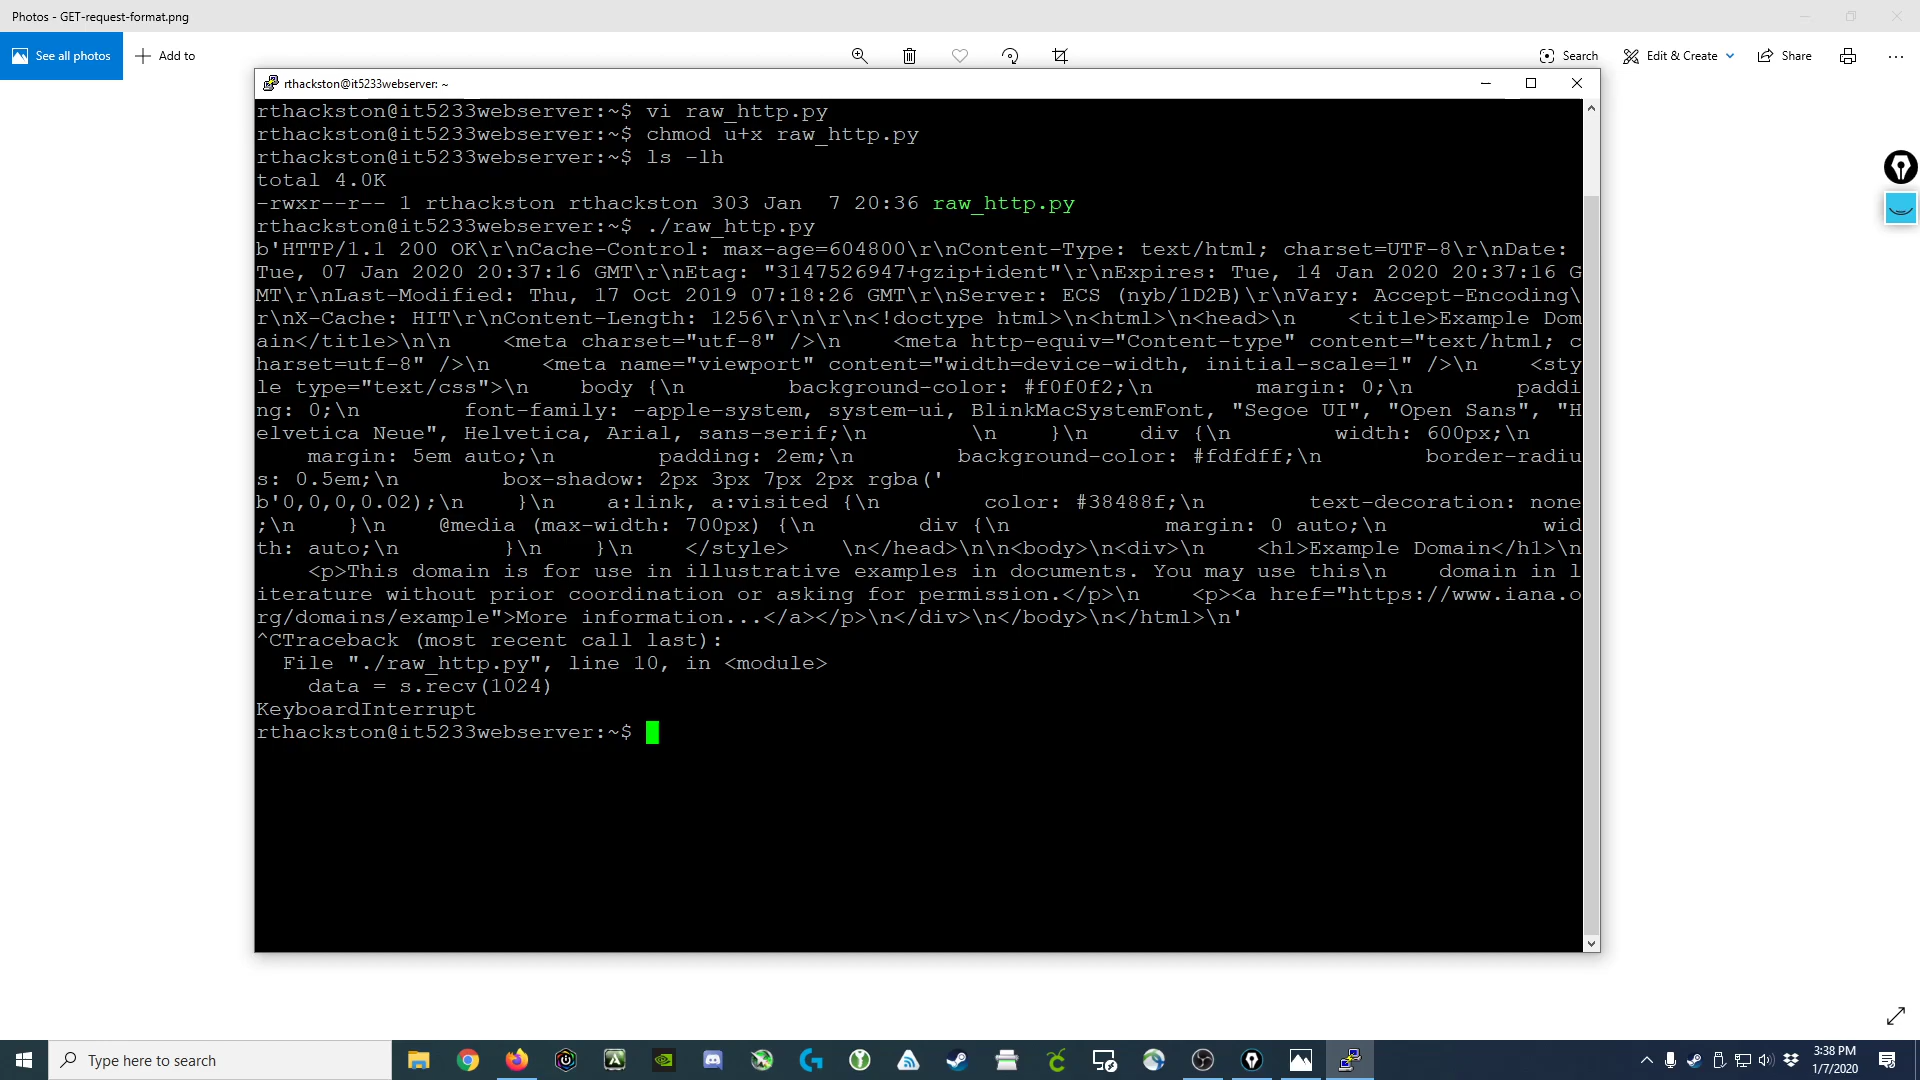 Photos - GET-request-format.png
See all photos
Add to
Search
Edit & Create
Share
rthackston@it5233webserver: ~
rthackston@it5233webserver:~$ vi raw_http.py
rthackston@it5233webserver:~$ chmod u+x raw_http.py
rthackston@it5233webserver:~$ ls -lh
total 4.0K
-rwxr--r-- 1 rthackston rthackston 303 Jan  7 20:36 raw_http.py
rthackston@it5233webserver:~$ ./raw_http.py
b'HTTP/1.1 200 OK\r\nCache-Control: max-age=604800\r\nContent-Type: text/html; charset=UTF-8\r\nDate:
Tue, 07 Jan 2020 20:37:16 GMT\r\nEtag: "3147526947+gzip+ident"\r\nExpires: Tue, 14 Jan 2020 20:37:16 G
MT\r\nLast-Modified: Thu, 17 Oct 2019 07:18:26 GMT\r\nServer: ECS (nyb/1D2B)\r\nVary: Accept-Encoding\
r\nX-Cache: HIT\r\nContent-Length: 1256\r\n\r\n<!doctype html>\n<html>\n<head>\n    <title>Example Dom
ain</title>\n\n    <meta charset="utf-8" />\n    <meta http-equiv="Content-type" content="text/html; c
harset=utf-8" />\n    <meta name="viewport" content="width=device-width, initial-scale=1" />\n    <sty
le type="text/css">\n    body {\n        background-color: #f0f0f2;\n        margin: 0;\n        paddi
ng: 0;\n        font-family: -apple-system, system-ui, BlinkMacSystemFont, "Segoe UI", "Open Sans", "H
elvetica Neue", Helvetica, Arial, sans-serif;\n        \n    }\n    div {\n        width: 600px;\n
    margin: 5em auto;\n        padding: 2em;\n        background-color: #fdfdff;\n        border-radiu
s: 0.5em;\n        box-shadow: 2px 3px 7px 2px rgba('
b'0,0,0,0.02);\n    }\n    a:link, a:visited {\n        color: #38488f;\n        text-decoration: none
;\n    }\n    @media (max-width: 700px) {\n        div {\n            margin: 0 auto;\n            wid
th: auto;\n        }\n    }\n    </style>    \n</head>\n\n<body>\n<div>\n    <h1>Example Domain</h1>\n
    <p>This domain is for use in illustrative examples in documents. You may use this\n    domain in l
iterature without prior coordination or asking for permission.</p>\n    <p><a href="https://www.iana.o
rg/domains/example">More information...</a></p>\n</div>\n</body>\n</html>\n'
^CTraceback (most recent call last):
  File "./raw_http.py", line 10, in <module>
    data = s.recv(1024)
KeyboardInterrupt
rthackston@it5233webserver:~$
Type here to search
3:38 PM
1/7/2020